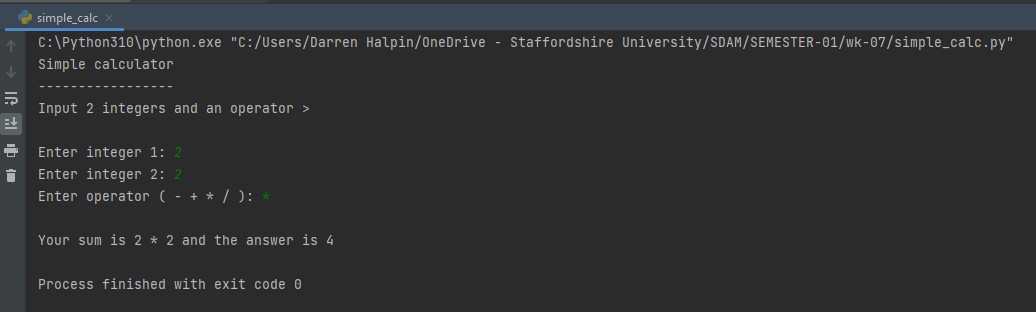 simple_calc
C:\Python310\python.exe "C:/Users/Darren Halpin/OneDrive - Staffordshire University/SDAM/SEMESTER-01/wk-07/simple_calc.py"
Simple calculator
-----------------
Input 2 integers and an operator >
Enter integer 1: 2
Enter integer 2: 2
Enter operator ( - + * / ): *
Your sum is 2 * 2 and the answer is 4
Process finished with exit code 0